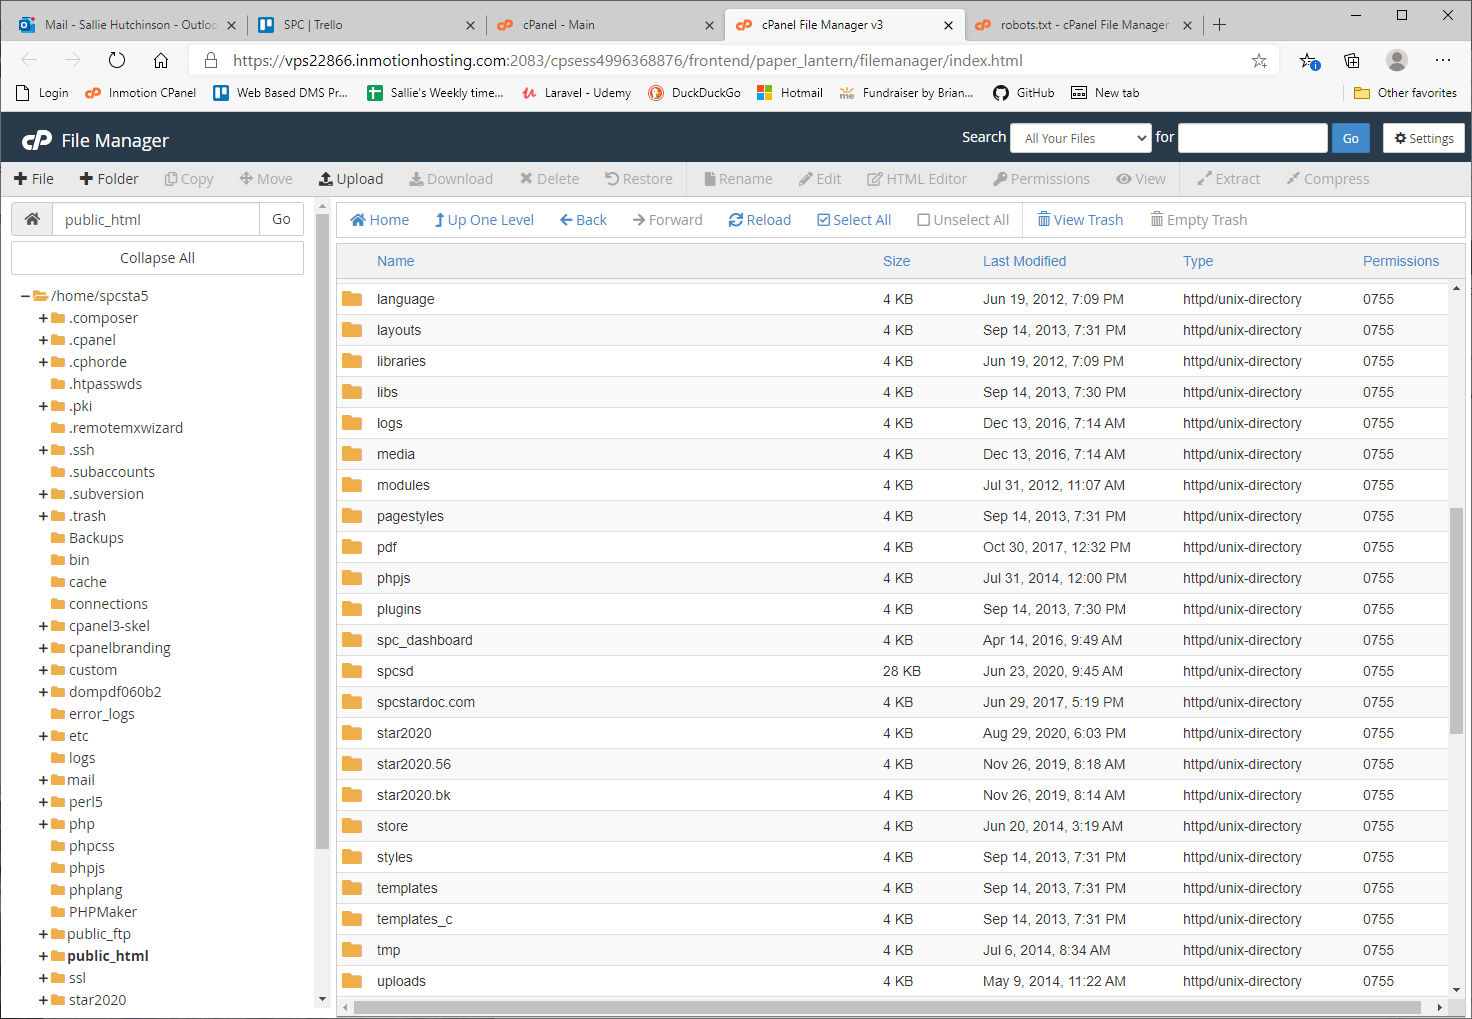 Mail - Sallie Hutchinson - Outloo
SPC | Trello
cPanel - Main
cPanel File Manager v3
robots.txt - cPanel File Manager
https://vps22866.inmotionhosting.com:2083/cpsess4996368876/frontend/paper_lantern/filemanager/index.html
Login
Inmotion CPanel
Web Based DMS Pr...
Sallie's Weekly time...
Laravel - Udemy
DuckDuckGo
Hotmail
Fundraiser by Brian...
GitHub
New tab
Other favorites
cP File Manager
Search All Your Files for Go Settings
File Folder Copy Move Upload Download Delete Restore Rename Edit HTML Editor Permissions View Extract Compress
public_html Go
Collapse All
/home/spcsta5
.composer
.cpanel
.cphorde
.htpasswds
.pki
.remotemxwizard
.ssh
.subaccounts
.subversion
.trash
Backups
bin
cache
connections
cpanel3-skel
cpanelbranding
custom
dompdf060b2
error_logs
etc
logs
mail
perl5
php
phpcss
phpjs
phplang
PHPMaker
public_ftp
public_html
ssl
star2020
Home Up One Level Back Forward Reload Select All Unselect All View Trash Empty Trash
Name Size Last Modified Type Permissions
language 4 KB Jun 19, 2012, 7:09 PM httpd/unix-directory 0755
layouts 4 KB Sep 14, 2013, 7:31 PM httpd/unix-directory 0755
libraries 4 KB Jun 19, 2012, 7:09 PM httpd/unix-directory 0755
libs 4 KB Sep 14, 2013, 7:30 PM httpd/unix-directory 0755
logs 4 KB Dec 13, 2016, 7:14 AM httpd/unix-directory 0755
media 4 KB Dec 13, 2016, 7:14 AM httpd/unix-directory 0755
modules 4 KB Jul 31, 2012, 11:07 AM httpd/unix-directory 0755
pagestyles 4 KB Sep 14, 2013, 7:31 PM httpd/unix-directory 0755
pdf 4 KB Oct 30, 2017, 12:32 PM httpd/unix-directory 0755
phpjs 4 KB Jul 31, 2014, 12:00 PM httpd/unix-directory 0755
plugins 4 KB Sep 14, 2013, 7:30 PM httpd/unix-directory 0755
spc_dashboard 4 KB Apr 14, 2016, 9:49 AM httpd/unix-directory 0755
spcsd 28 KB Jun 23, 2020, 9:45 AM httpd/unix-directory 0755
spcstardoc.com 4 KB Jun 29, 2017, 5:19 PM httpd/unix-directory 0755
star2020 4 KB Aug 29, 2020, 6:03 PM httpd/unix-directory 0755
star2020.56 4 KB Nov 26, 2019, 8:18 AM httpd/unix-directory 0755
star2020.bk 4 KB Nov 26, 2019, 8:14 AM httpd/unix-directory 0755
store 4 KB Jun 20, 2014, 3:19 AM httpd/unix-directory 0755
styles 4 KB Sep 14, 2013, 7:31 PM httpd/unix-directory 0755
templates 4 KB Sep 14, 2013, 7:31 PM httpd/unix-directory 0755
templates_c 4 KB Sep 14, 2013, 7:31 PM httpd/unix-directory 0755
tmp 4 KB Jul 6, 2014, 8:34 AM httpd/unix-directory 0755
uploads 4 KB May 9, 2014, 11:22 AM httpd/unix-directory 0755